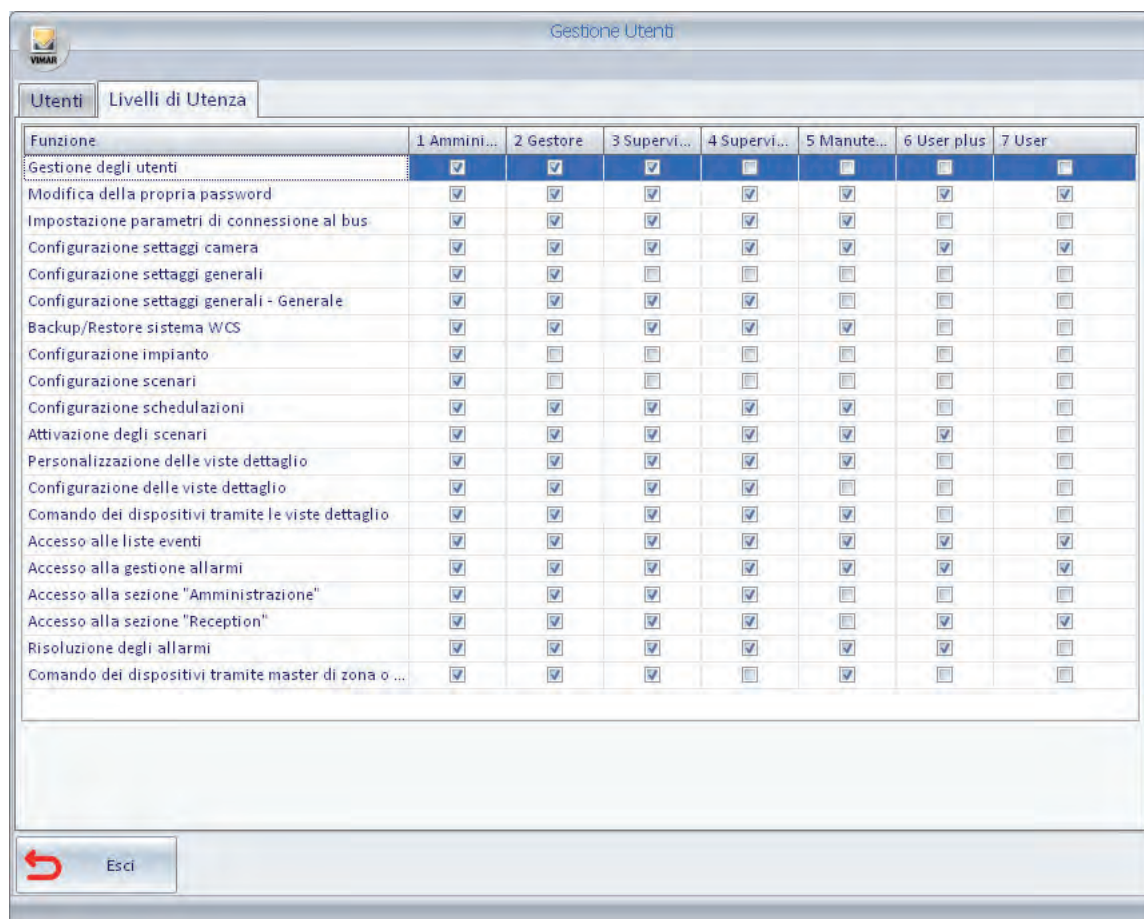 Gestione Utenti
VIMAR
Utenti Livelli di Utenza
Funzione 1 Ammini... 2 Gestore 3 Supervi... 4 Supervi... 5 Manute... 6 User plus 7 User
Gestione degli utenti
Modifica della propria password
Impostazione parametri di connessione al bus
Configurazione settaggi camera
Configurazione settaggi generali
Configurazione settaggi generali - Generale
Backup/Restore sistema WCS
Configurazione impianto
Configurazione scenari
Configurazione schedulazioni
Attivazione degli scenari
Personalizzazione delle viste dettaglio
Configurazione delle viste dettaglio
Comando dei dispositivi tramite le viste dettaglio
Accesso alle liste eventi
Accesso alla gestione allarmi
Accesso alla sezione "Amministrazione"
Accesso alla sezione "Reception"
Risoluzione degli allarmi
Comando dei dispositivi tramite master di zona o ...
Esci